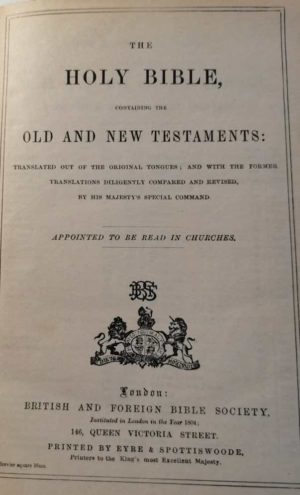 THE
HOLY BIBLE,
CONTAINING THE
OLD AND NEW TESTAMENTS:
TRANSLATED OUT OF THE ORIGINAL TONGUES; AND WITH THE FORMER
TRANSLATIONS DILIGENTLY COMPARED AND REVISED,
BY HIS MAJESTY'S SPECIAL COMMAND
APPOINTED TO BE READ IN CHURCHES.
BFBS
London:
BRITISH AND FOREIGN BIBLE SOCIETY,
Instituted in London in the Year 1804;
146, QUEEN VICTORIA STREET.
PRINTED BY EYRE & SPOTTISWOODE,
Printers to the King's most Excellent Majesty.
square